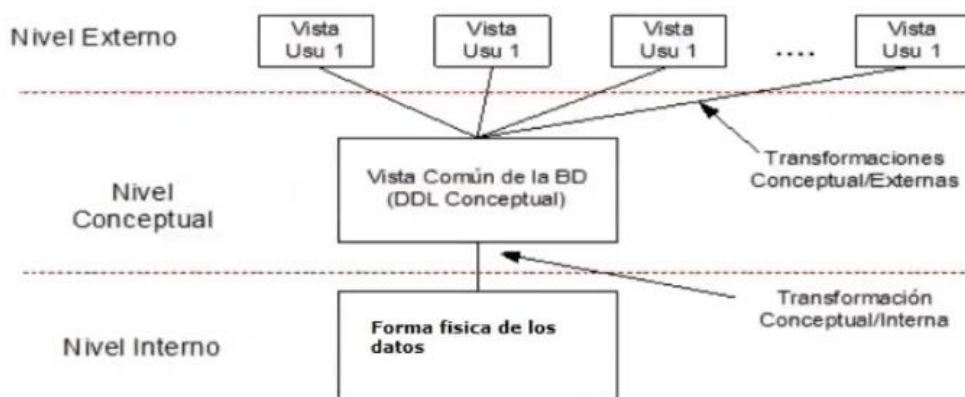 Nivel Externo
Vista
Usu 1
Vista
Usu 1
Vista
Usu 1
....
Vista
Usu 1
Transformaciones
Conceptual/Externas
Nivel
Conceptual
Vista Común de la BD
(DDL Conceptual)
Transformación
Conceptual/Interna
Nivel Interno
Forma fisica de los
datos